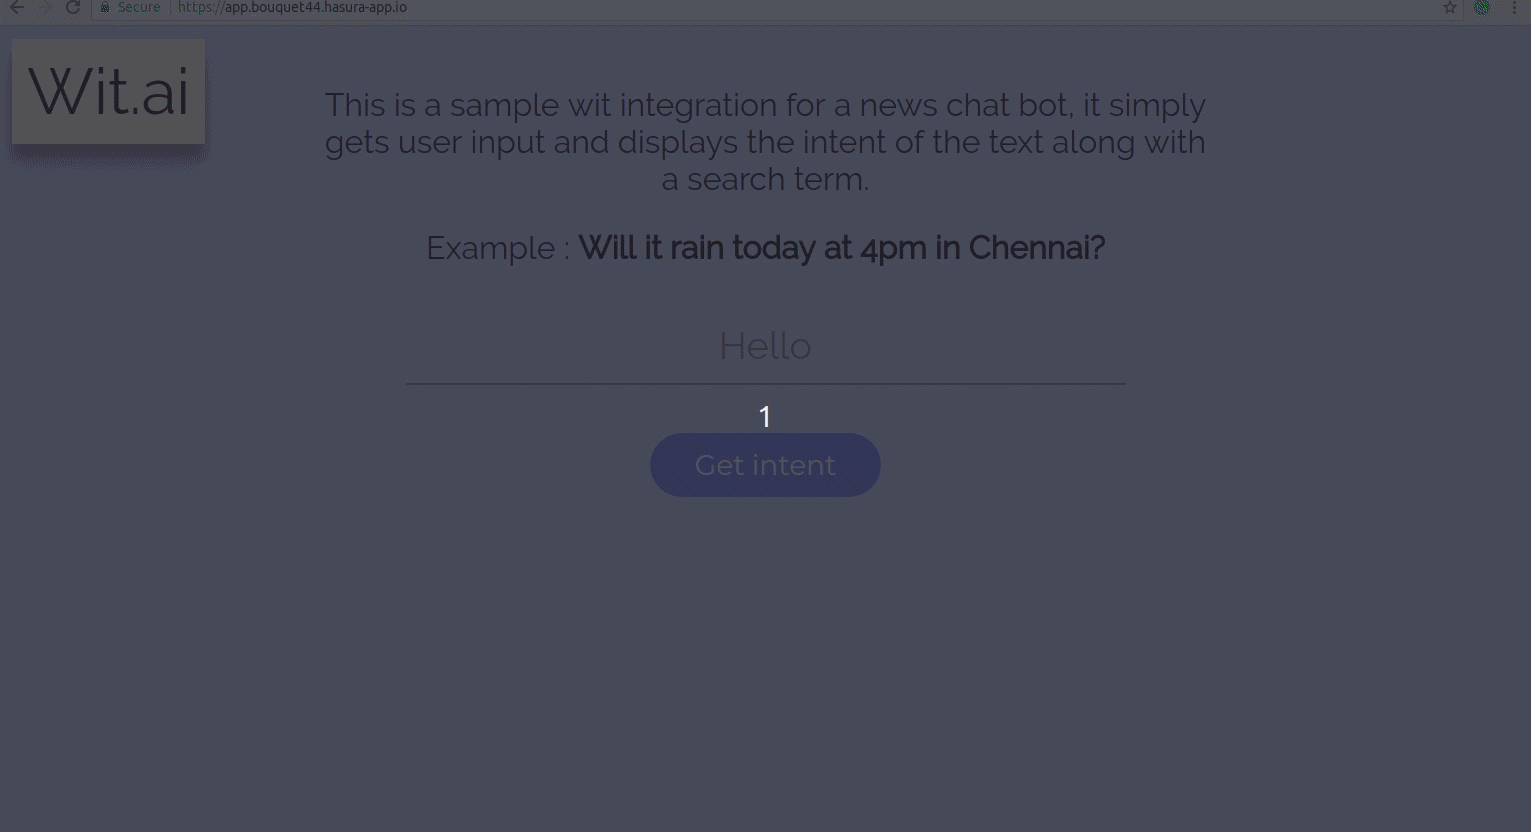 Secure https://app.bouquet44.hasura-app.io
Wit.ai
This is a sample wit integration for a news chat bot, it simply
gets user input and displays the intent of the text along with
a search term.
Example : Will it rain today at 4pm in Chennai?
Hello
1
Get intent